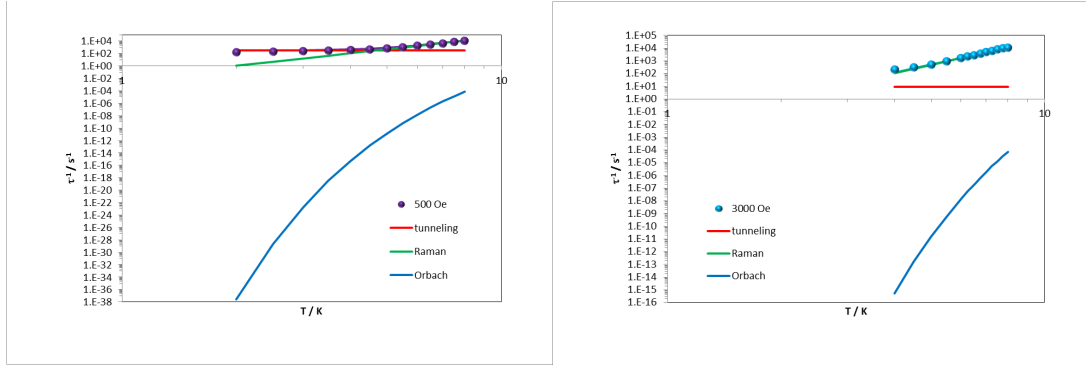 1.E+04
1.E+02
1.E+00
1.E-02
1.E-04
1.E-06
1.E-08
1.E-10
1.E-12
1.E-14
1.E-16
1.E-18
1.E-20
1.E-22
1.E-24
1.E-26
1.E-28
1.E-30
1.E-32
1.E-34
1.E-36
1.E-38
1
10
τ⁻¹ / s⁻¹
T / K
500 Oe
tunneling
Raman
Orbach
1.E+05
1.E+04
1.E+03
1.E+02
1.E+01
1.E+00
1.E-01
1.E-02
1.E-03
1.E-04
1.E-05
1.E-06
1.E-07
1.E-08
1.E-09
1.E-10
1.E-11
1.E-12
1.E-13
1.E-14
1.E-15
1.E-16
1
10
τ⁻¹ / s⁻¹
T / K
3000 Oe
tunneling
Raman
Orbach